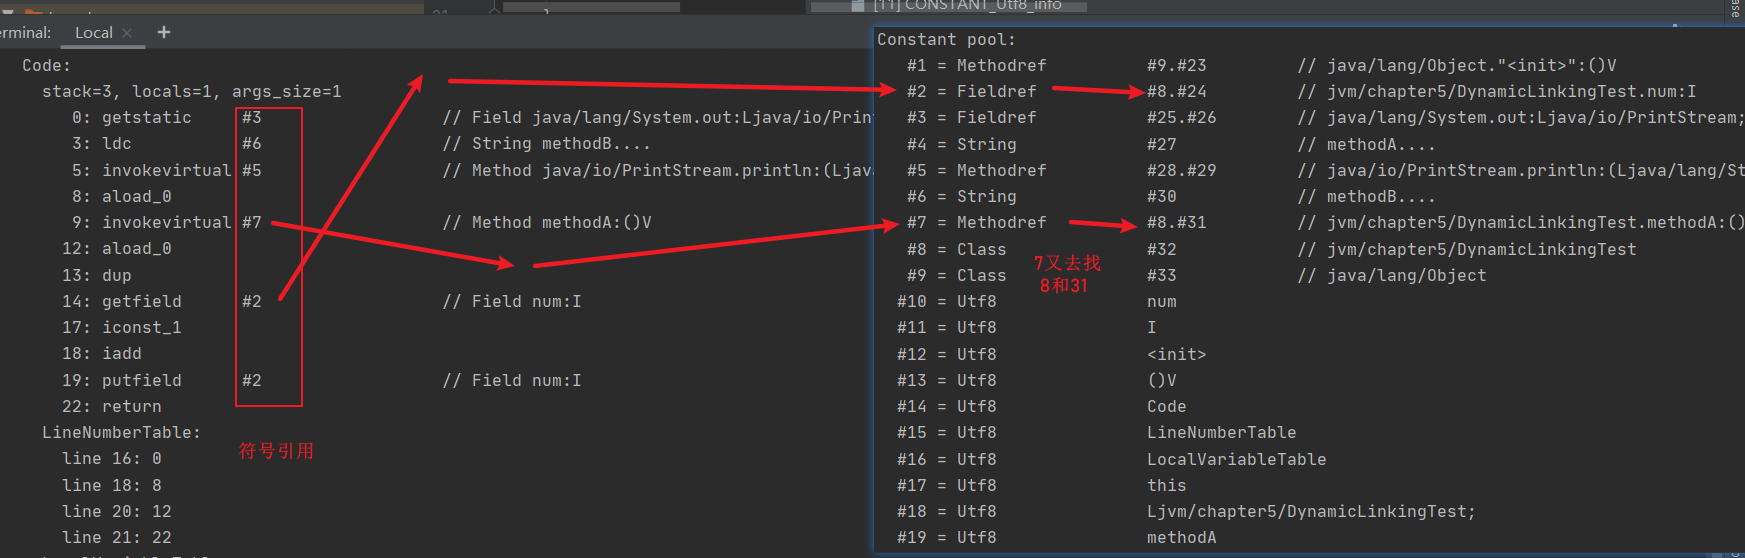 [11] CONSTANT_Utf8_info
erminal: Local × +
Code:
stack=3, locals=1, args_size=1
0: getstatic #3 // Field java/lang/System.out:Ljava/io/Prin
3: ldc #6 // String methodB....
5: invokevirtual #5 // Method java/io/PrintStream.println:(Ljav
8: aload_0
9: invokevirtual #7 // Method methodA:()V
12: aload_0
13: dup
14: getfield #2 // Field num:I
17: iconst_1
18: iadd
19: putfield #2 // Field num:I
22: return
LineNumberTable:
符号引用
line 16: 0
line 18: 8
line 20: 12
line 21: 22
Constant pool:
#1 = Methodref #9.#23 // java/lang/Object."<init>":()V
#2 = Fieldref #8.#24 // jvm/chapter5/DynamicLinkingTest.num:I
#3 = Fieldref #25.#26 // java/lang/System.out:Ljava/io/PrintStream;
#4 = String #27 // methodA....
#5 = Methodref #28.#29 // java/io/PrintStream.println:(Ljava/lang/St
#6 = String #30 // methodB....
#7 = Methodref #8.#31 // jvm/chapter5/DynamicLinkingTest.methodA:()
#8 = Class #32 // jvm/chapter5/DynamicLinkingTest
#9 = Class #33 // java/lang/Object
7又去找
8和31
#10 = Utf8 num
#11 = Utf8 I
#12 = Utf8 <init>
#13 = Utf8 ()V
#14 = Utf8 Code
#15 = Utf8 LineNumberTable
#16 = Utf8 LocalVariableTable
#17 = Utf8 this
#18 = Utf8 Ljvm/chapter5/DynamicLinkingTest;
#19 = Utf8 methodA